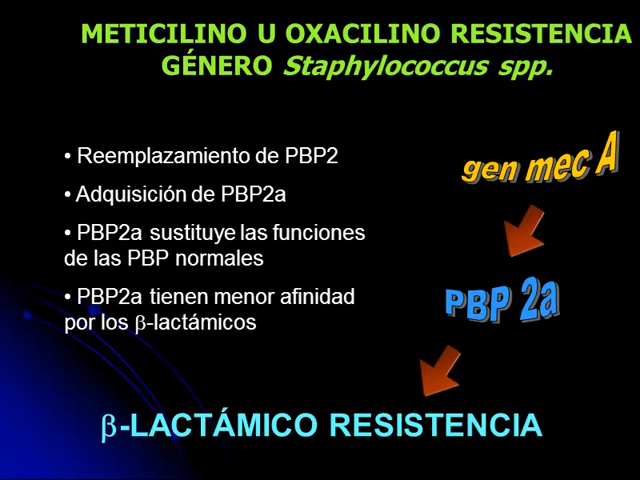 METICILINO U OXACILINO RESISTENCIA
GÉNERO Staphylococcus spp.
• Reemplazamiento de PBP2
• Adquisición de PBP2a
• PBP2a sustituye las funciones
de las PBP normales
• PBP2a tienen menor afinidad
por los β-lactámicos
gen mec A
PBP 2a
β-LACTÁMICO RESISTENCIA